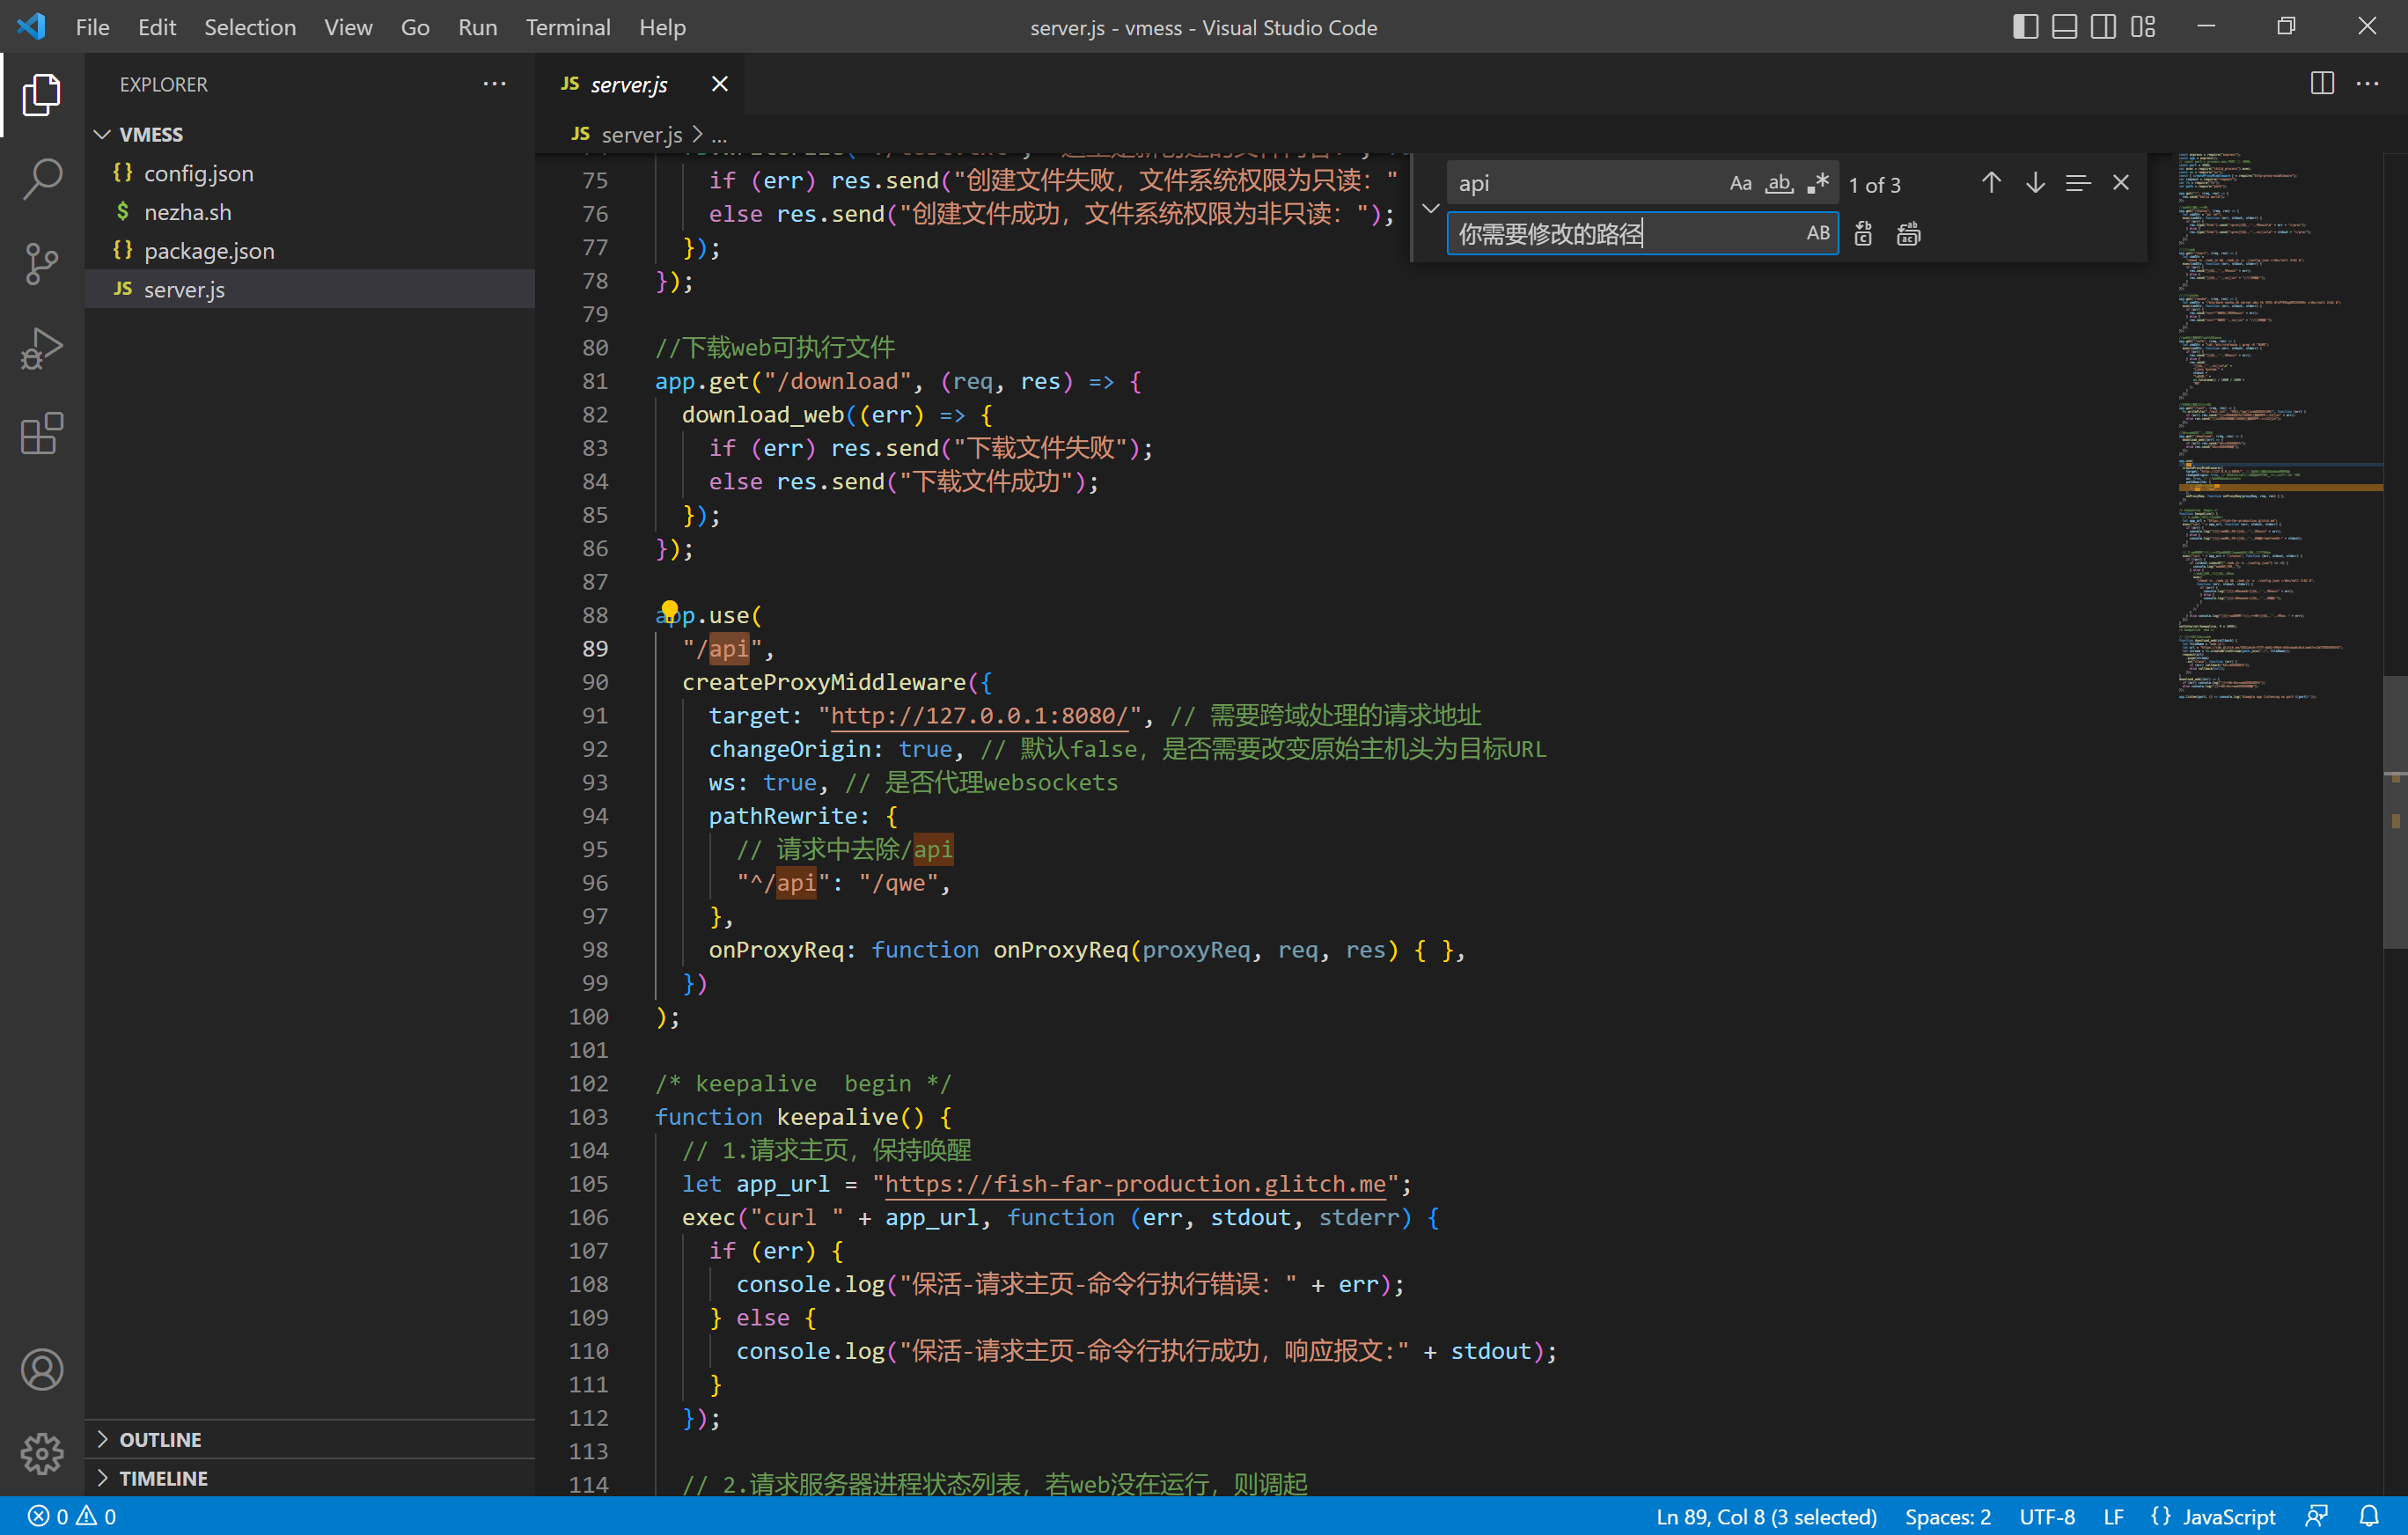 File Edit Selection View Go Run Terminal Help
server.js - vmess - Visual Studio Code
EXPLORER
VMESS
{} config.json
$ nezha.sh
{} package.json
JS server.js
OUTLINE
TIMELINE
JS server.js
JS server.js > ...
api
Aa ab .*
1 of 3
你需要修改的路径
AB
75 if (err) res.send("创建文件失败，文件系统权限为只读："
76 else res.send("创建文件成功，文件系统权限为非只读：");
77 });
78 });
79
80 //下载web可执行文件
81 app.get("/download", (req, res) => {
82 download_web((err) => {
83 if (err) res.send("下载文件失败");
84 else res.send("下载文件成功");
85 });
86 });
87
88 app.use(
89 "/api",
90 createProxyMiddleware({
91 target: "http://127.0.0.1:8080/", // 需要跨域处理的请求地址
92 changeOrigin: true, // 默认false，是否需要改变原始主机头为目标URL
93 ws: true, // 是否代理websockets
94 pathRewrite: {
95 // 请求中去除/api
96 "^/api": "/qwe",
97 },
98 onProxyReq: function onProxyReq(proxyReq, req, res) { },
99 })
100 );
101
102 /* keepalive  begin */
103 function keepalive() {
104 // 1.请求主页，保持唤醒
105 let app_url = "https://fish-far-production.glitch.me";
106 exec("curl " + app_url, function (err, stdout, stderr) {
107 if (err) {
108 console.log("保活-请求主页-命令行执行错误：" + err);
109 } else {
110 console.log("保活-请求主页-命令行执行成功，响应报文:" + stdout);
111 }
112 });
113
114 // 2.请求服务器进程状态列表，若web没在运行，则调起
0 0
Ln 89, Col 8 (3 selected) Spaces: 2 UTF-8 LF {} JavaScript